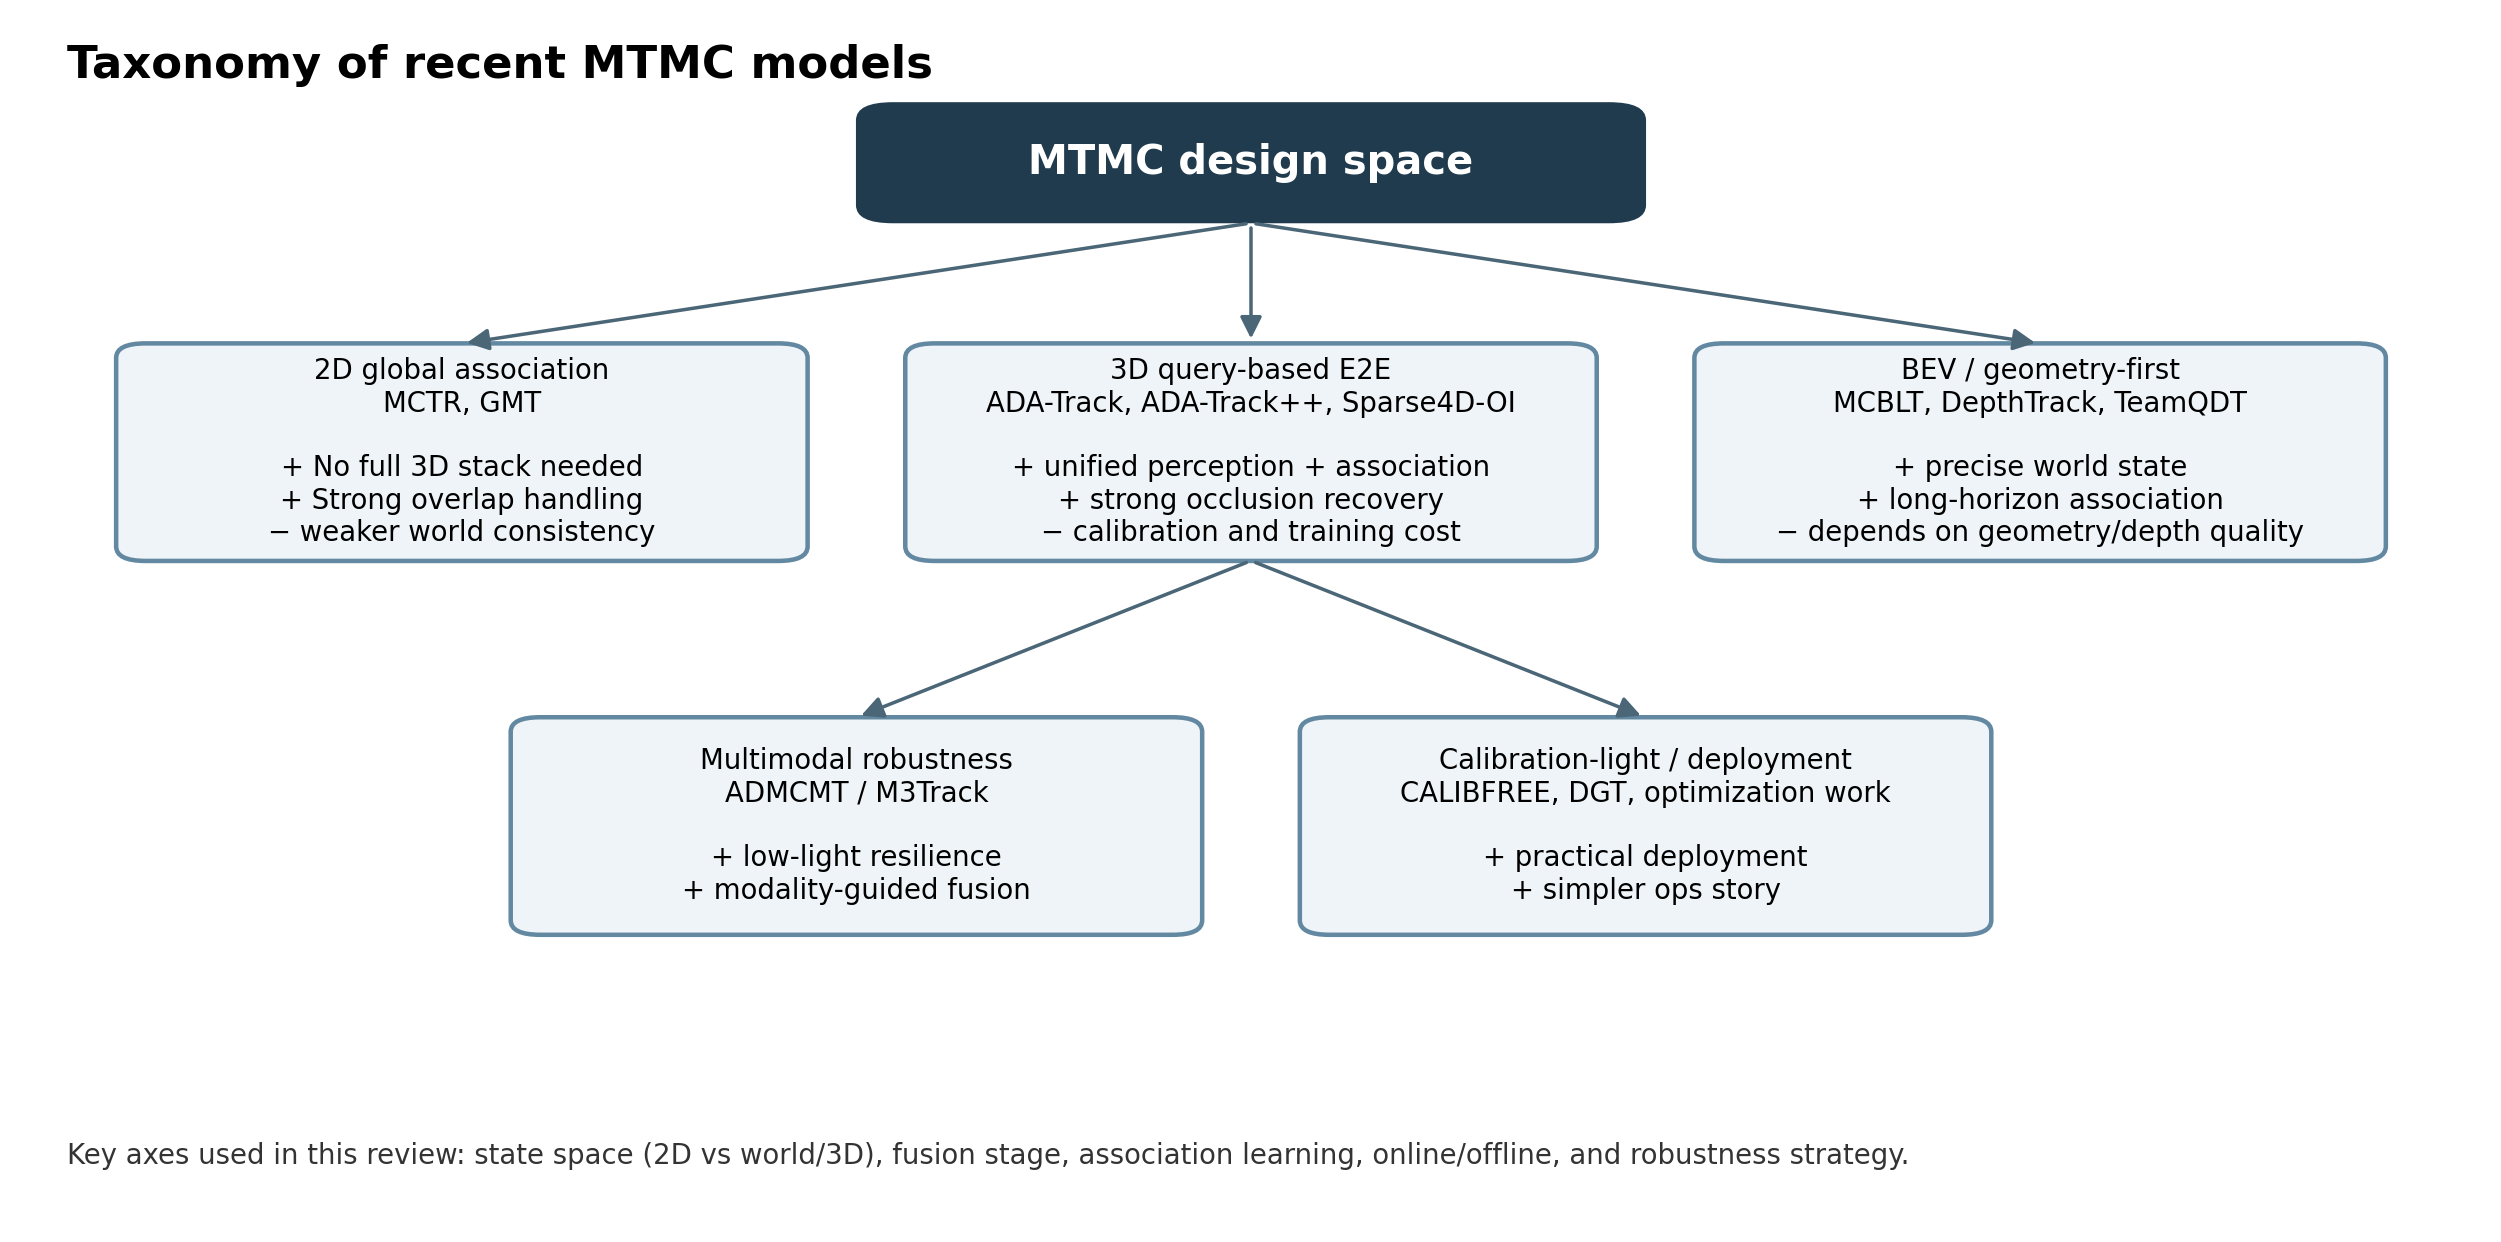 Taxonomy of recent MTMC models
MTMC design space
2D global association
MCTR, GMT
+ No full 3D stack needed
+ Strong overlap handling
− weaker world consistency
3D query-based E2E
ADA-Track, ADA-Track++, Sparse4D-OI
+ unified perception + association
+ strong occlusion recovery
− calibration and training cost
BEV / geometry-first
MCBLT, DepthTrack, TeamQDT
+ precise world state
+ long-horizon association
− depends on geometry/depth quality
Multimodal robustness
ADMCMT / M3Track
+ low-light resilience
+ modality-guided fusion
Calibration-light / deployment
CALIBFREE, DGT, optimization work
+ practical deployment
+ simpler ops story
Key axes used in this review: state space (2D vs world/3D), fusion stage, association learning, online/offline, and robustness strategy.